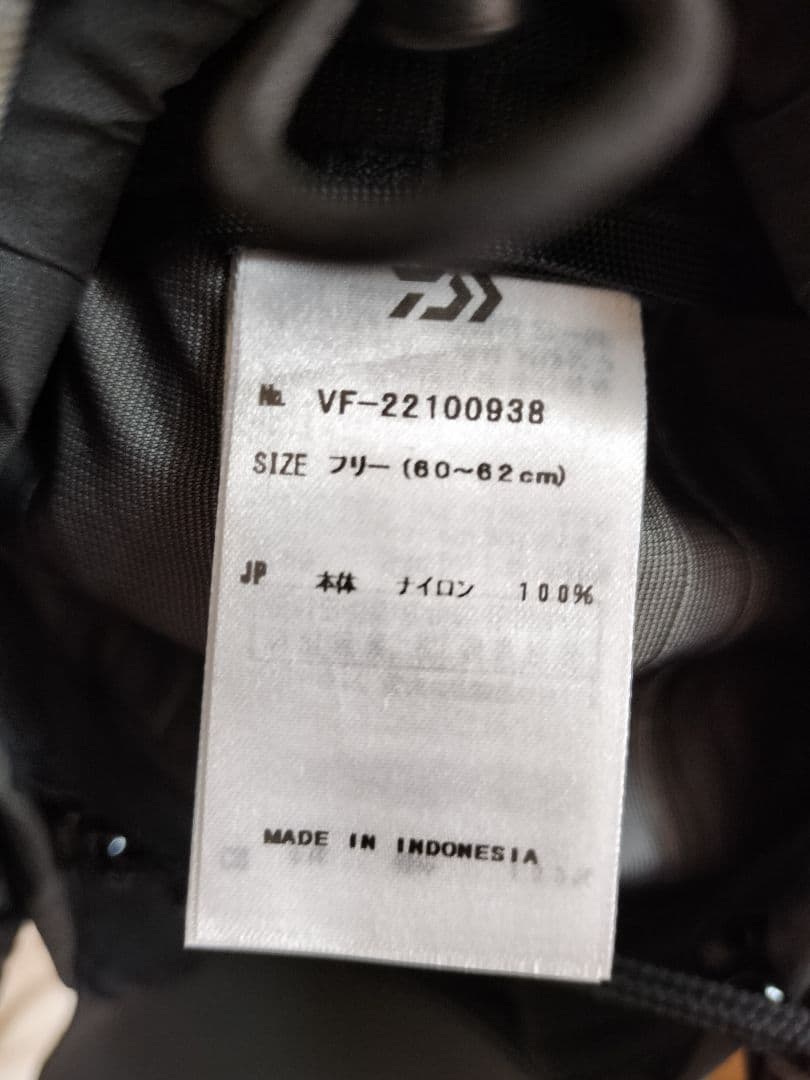 № VF-22100938
SIZE フリー(60〜62cm)
JP 本体 ナイロン 100%
MADE IN INDONESIA